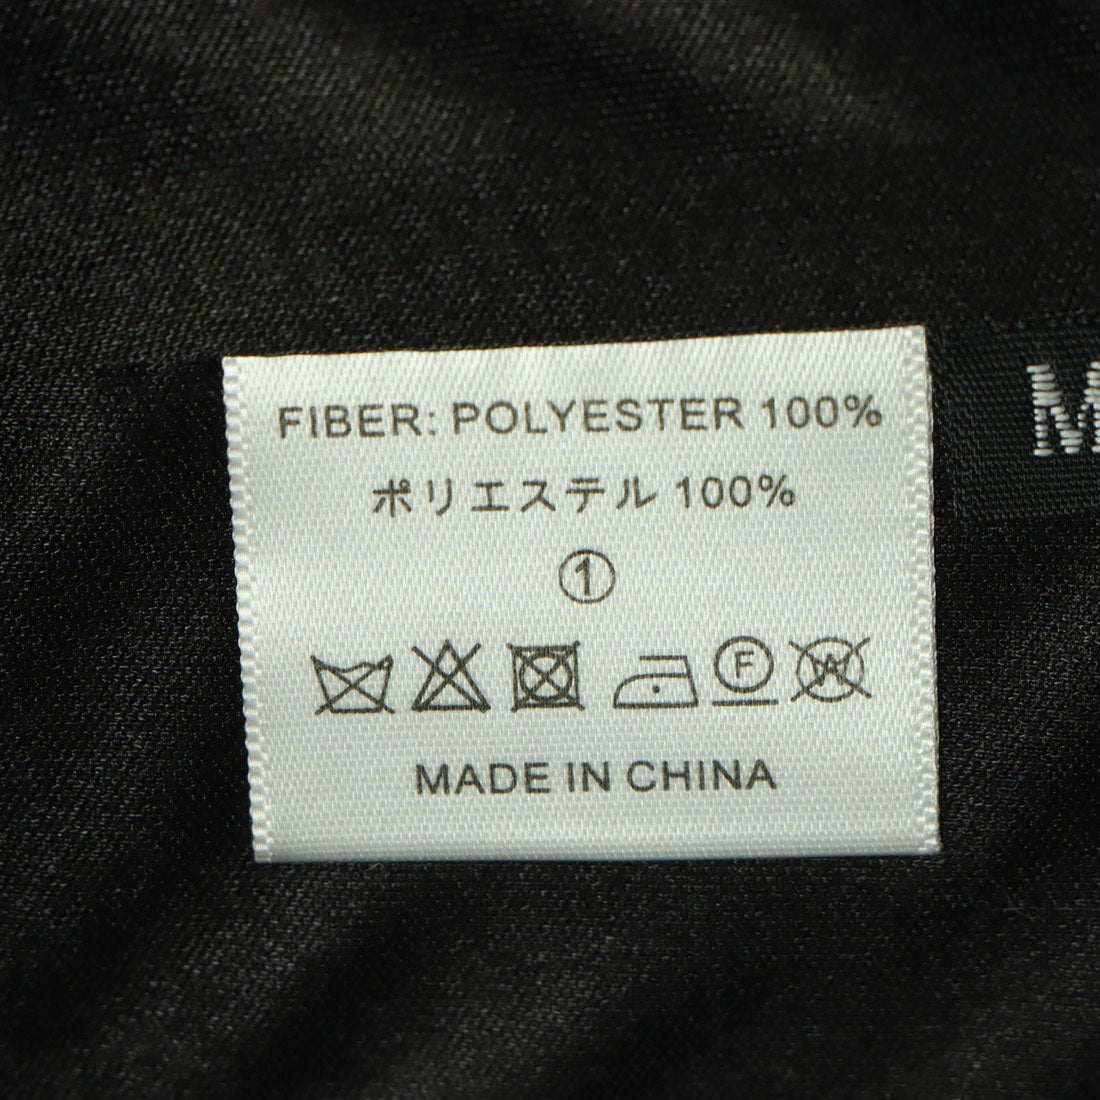 FIBER: POLYESTER 100%
ポリエステル 100%
①
F
W
MADE IN CHINA
M